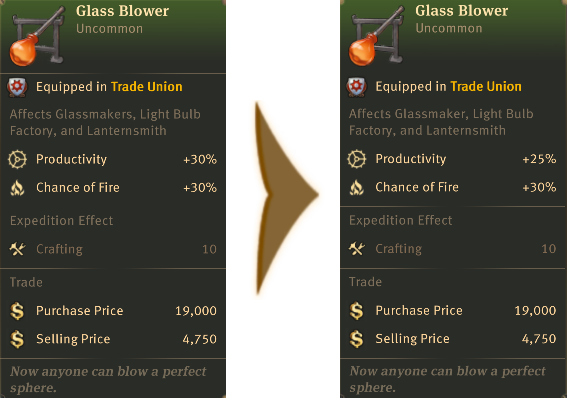 Glass Blower
Uncommon
Equipped in Trade Union
Affects Glassmakers, Light Bulb
Factory, and Lanternsmith
Productivity +30%
Chance of Fire +30%
Expedition Effect
Crafting 10
Trade
Purchase Price 19,000
Selling Price 4,750
Now anyone can blow a perfect
sphere.
Glass Blower
Uncommon
Equipped in Trade Union
Affects Glassmaker, Light Bulb
Factory, and Lanternsmith
Productivity +25%
Chance of Fire +30%
Expedition Effect
Crafting 10
Trade
Purchase Price 19,000
Selling Price 4,750
Now anyone can blow a perfect
sphere.